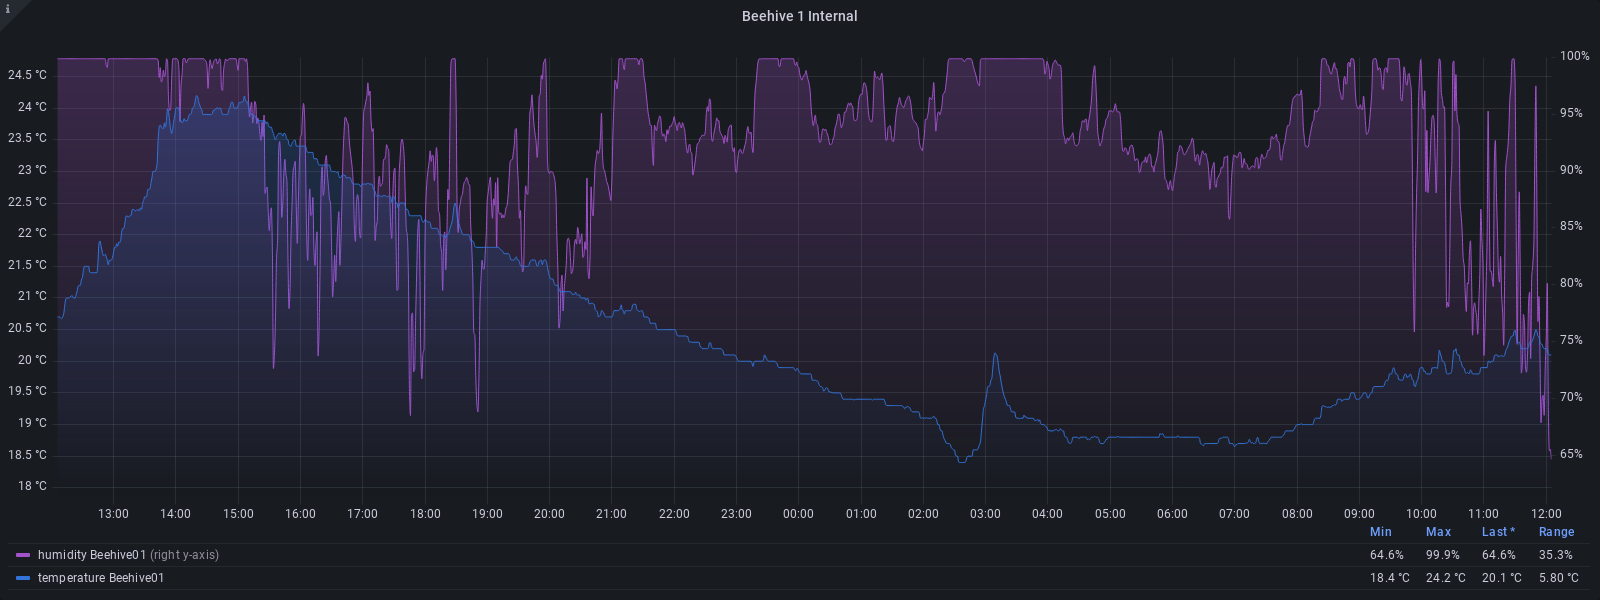 i
Beehive 1 Internal
24.5 °C
24 °C
23.5 °C
23 °C
22.5 °C
22 °C
21.5 °C
21 °C
20.5 °C
20 °C
19.5 °C
19 °C
18.5 °C
18 °C
100%
95%
90%
85%
80%
75%
70%
65%
13:00 14:00 15:00 16:00 17:00 18:00 19:00 20:00 21:00 22:00 23:00 00:00 01:00 02:00 03:00 04:00 05:00 06:00 07:00 08:00 09:00 10:00 11:00 12:00
Min Max Last * Range
humidity Beehive01 (right y-axis) 64.6% 99.9% 64.6% 35.3%
temperature Beehive01 18.4 °C 24.2 °C 20.1 °C 5.80 °C